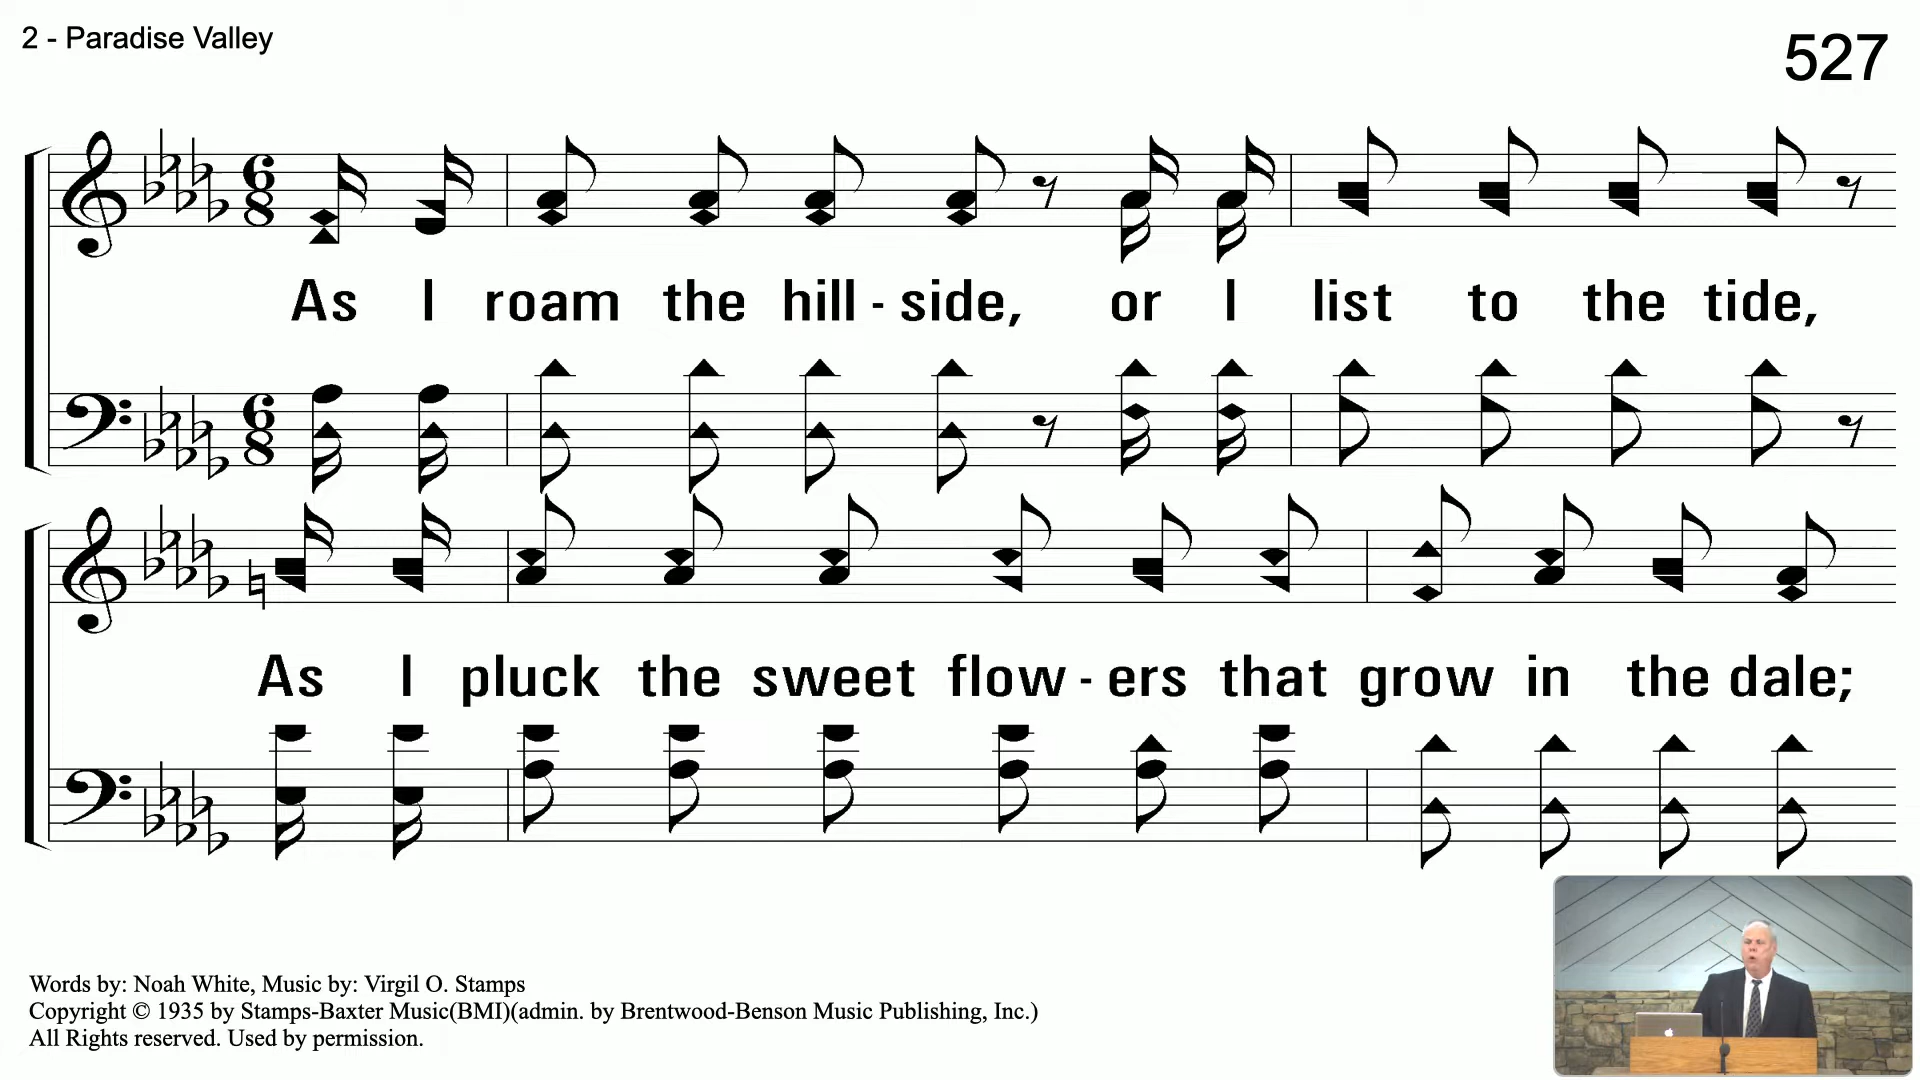 2 - Paradise Valley
527
As I roam the hill - side, or I list to the tide,
As I pluck the sweet flow - ers that grow in the dale;
Words by: Noah White, Music by: Virgil O. Stamps
Copyright © 1935 by Stamps-Baxter Music(BMI)(admin. by Brentwood-Benson Music Publishing, Inc.)
All Rights reserved. Used by permission.